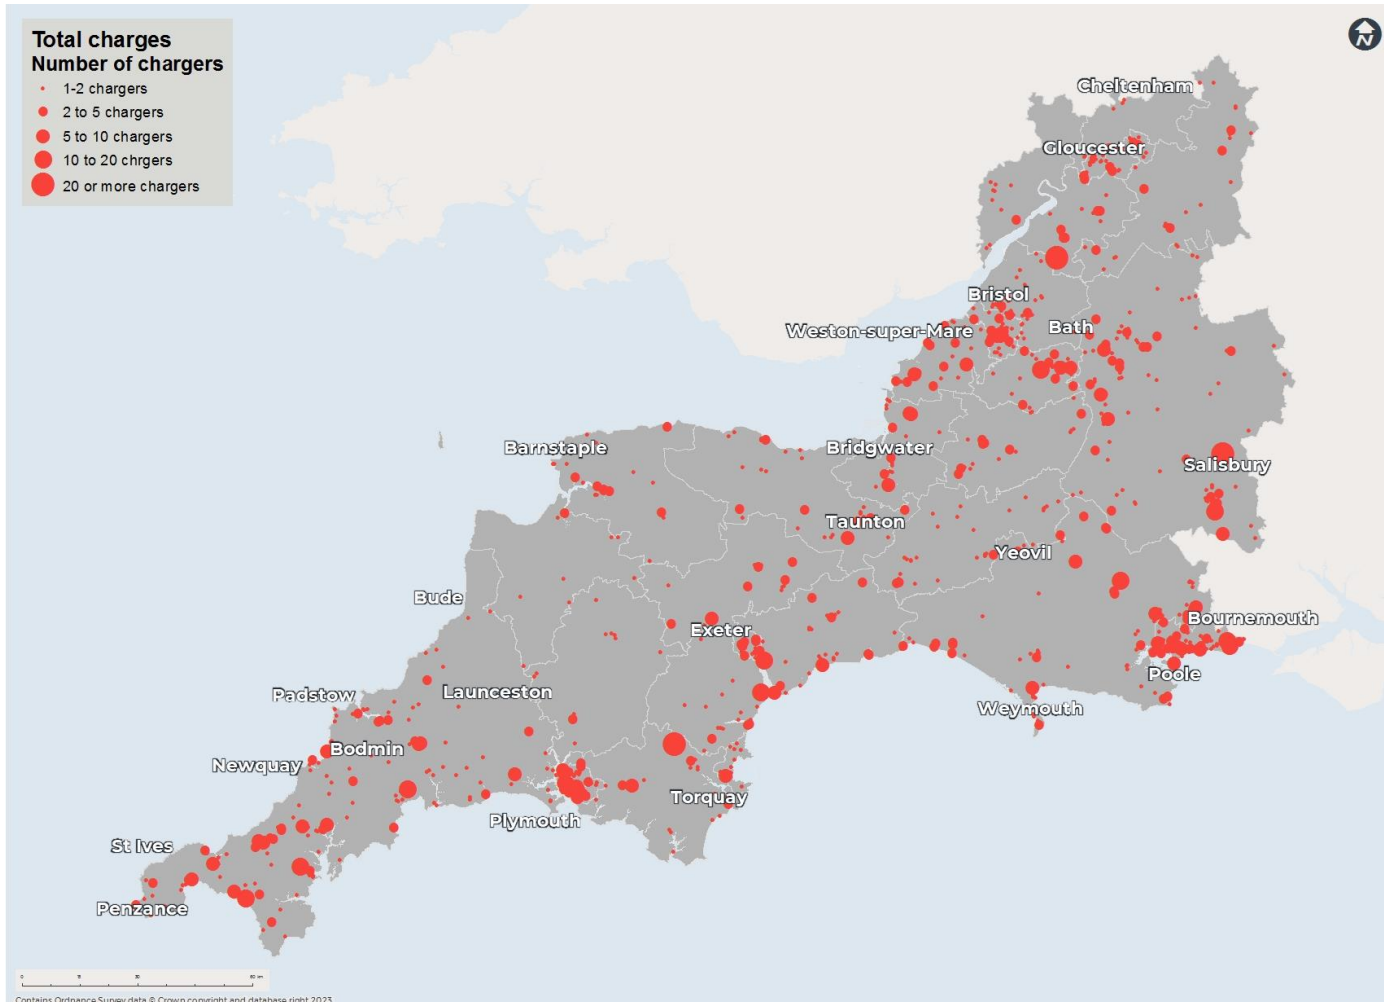 Total charges
Number of chargers
1-2 chargers
2 to 5 chargers
5 to 10 chargers
10 to 20 chrgers
20 or more chargers
N
Cheltenham
Gloucester
Bristol
Weston-super-Mare
Bath
Barnstaple
Bridgwater
Salisbury
Taunton
Yeovil
Bude
Exeter
Bournemouth
Poole
Padstow
Launceston
Weymouth
Newquay
Bodmin
Torquay
Plymouth
St Ives
Penzance
Contains Ordnance Survey data © Crown copyright and database right 2023